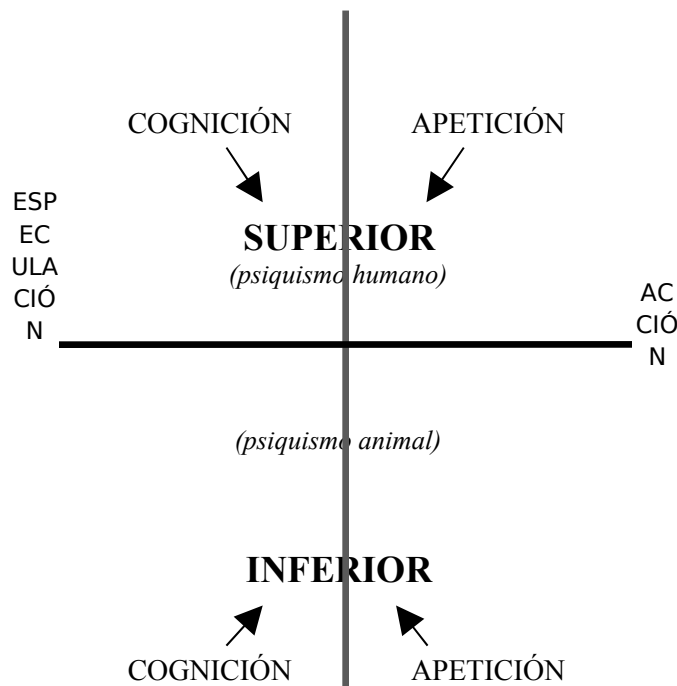 COGNICIÓN APETICIÓN
ESP
EC
ULA
CIÓ
N
SUPERIOR
(psiquismo humano)
AC
CIÓ
N
(psiquismo animal)
INFERIOR
COGNICIÓN APETICIÓN